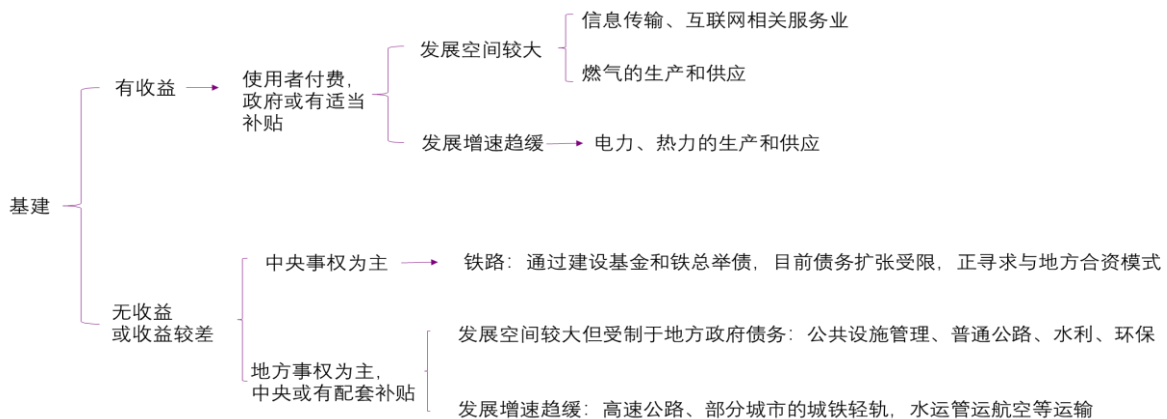 基建
有收益
使用者付费，
政府或有适当
补贴
发展空间较大
信息传输、互联网相关服务业
燃气的生产和供应
发展增速趋缓
电力、热力的生产和供应
无收益
或收益较差
中央事权为主
铁路：通过建设基金和铁总举债，目前债务扩张受限，正寻求与地方合资模式
地方事权为主，
中央或有配套补贴
发展空间较大但受制于地方政府债务：公共设施管理、普通公路、水利、环保
发展增速趋缓：高速公路、部分城市的城铁轻轨，水运管运航空等运输